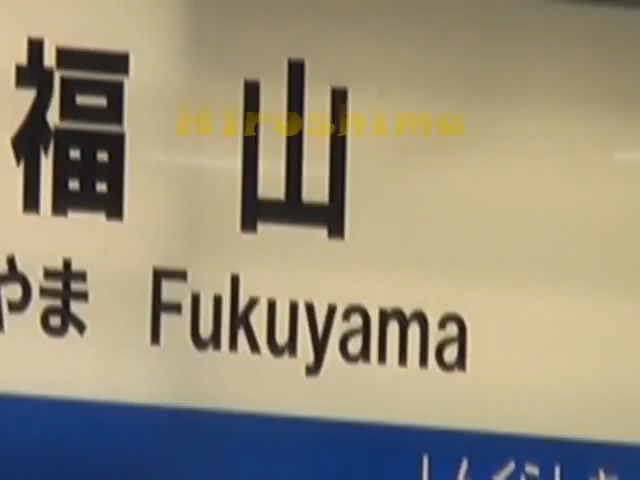 福山
Hiroshima
やま Fukuyama